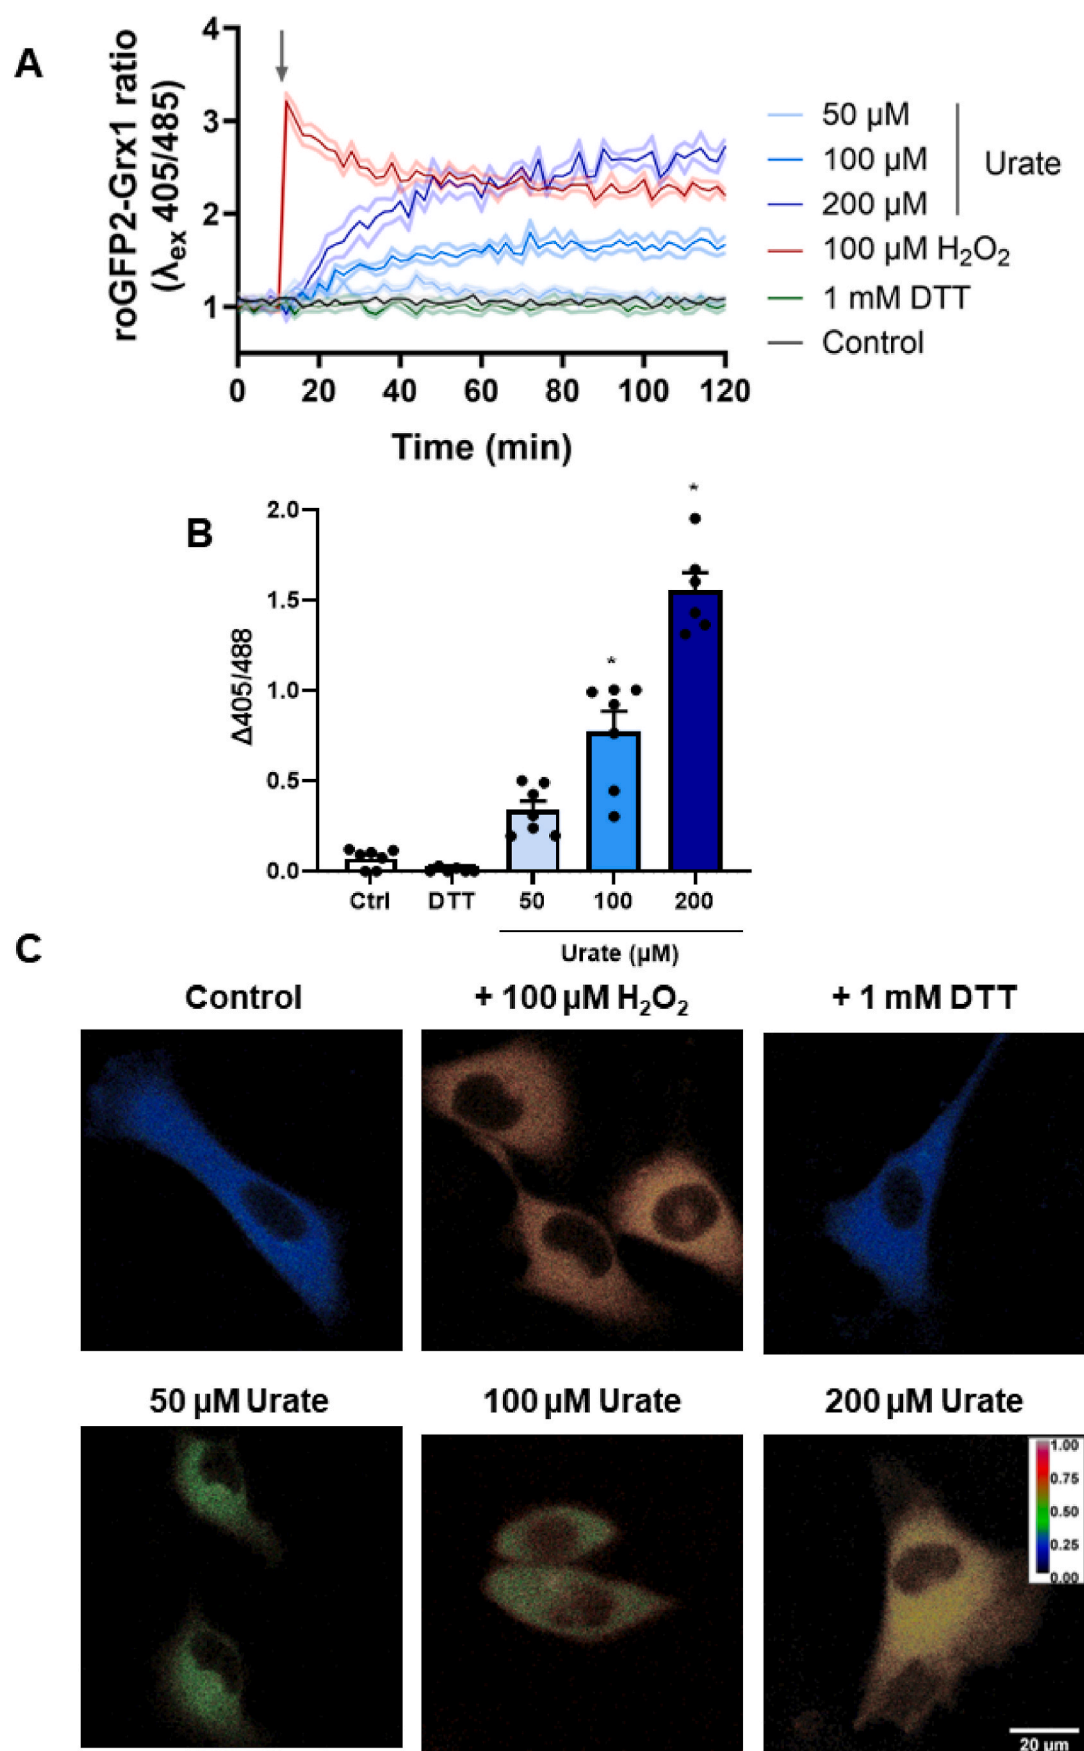 A
roGFP2-Grx1 ratio
(λex 405/485)
4
3
2
1
0 20 40 60 80 100 120
Time (min)
50 µM
100 µM
200 µM
Urate
100 µM H2O2
1 mM DTT
Control
B
Δ405/488
2.0
1.5
1.0
0.5
0.0
*
*
Ctrl DTT 50 100 200
Urate (µM)
C
Control + 100 µM H2O2 + 1 mM DTT
50 µM Urate 100 µM Urate 200 µM Urate
1.00
0.75
0.50
0.25
0.00
20 µm